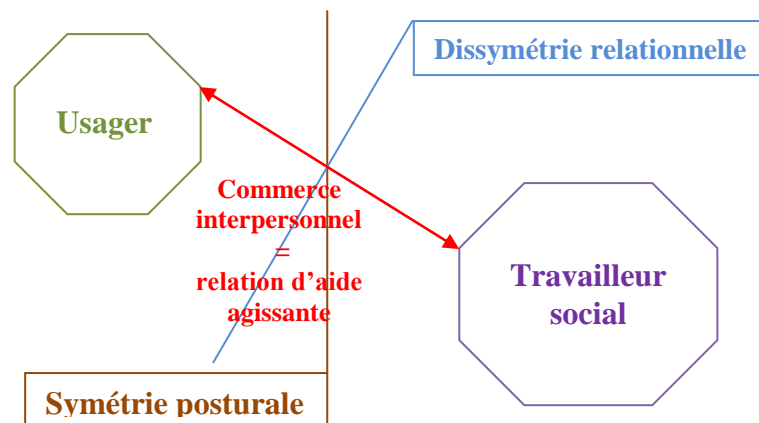 Dissymétrie relationnelle
Usager
Commerce
interpersonnel
=
relation d’aide
agissante
Travailleur
social
Symétrie posturale